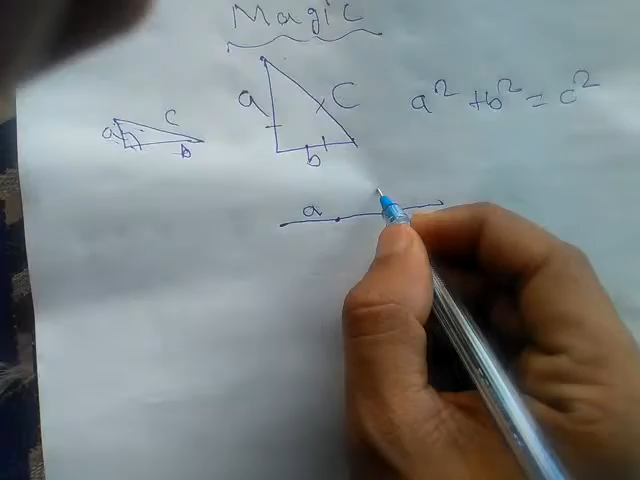 Magic
a c b
a c b
a² + b² = c²
a